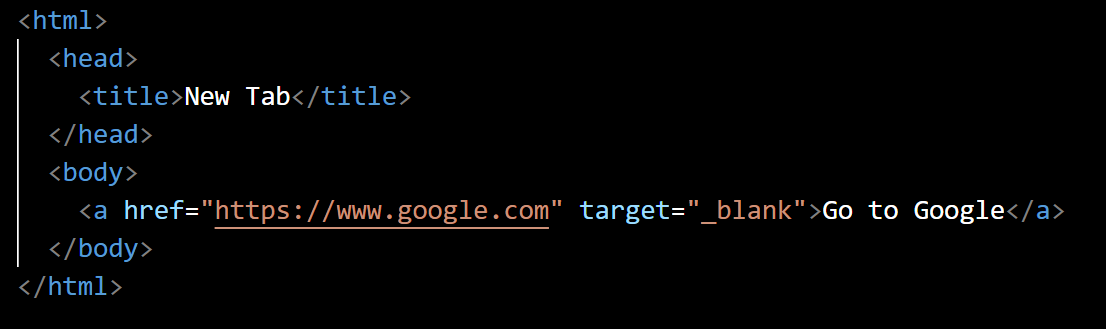 <html>
<head>
<title>New Tab</title>
</head>
<body>
<a href="https://www.google.com" target="_blank">Go to Google</a>
</body>
</html>